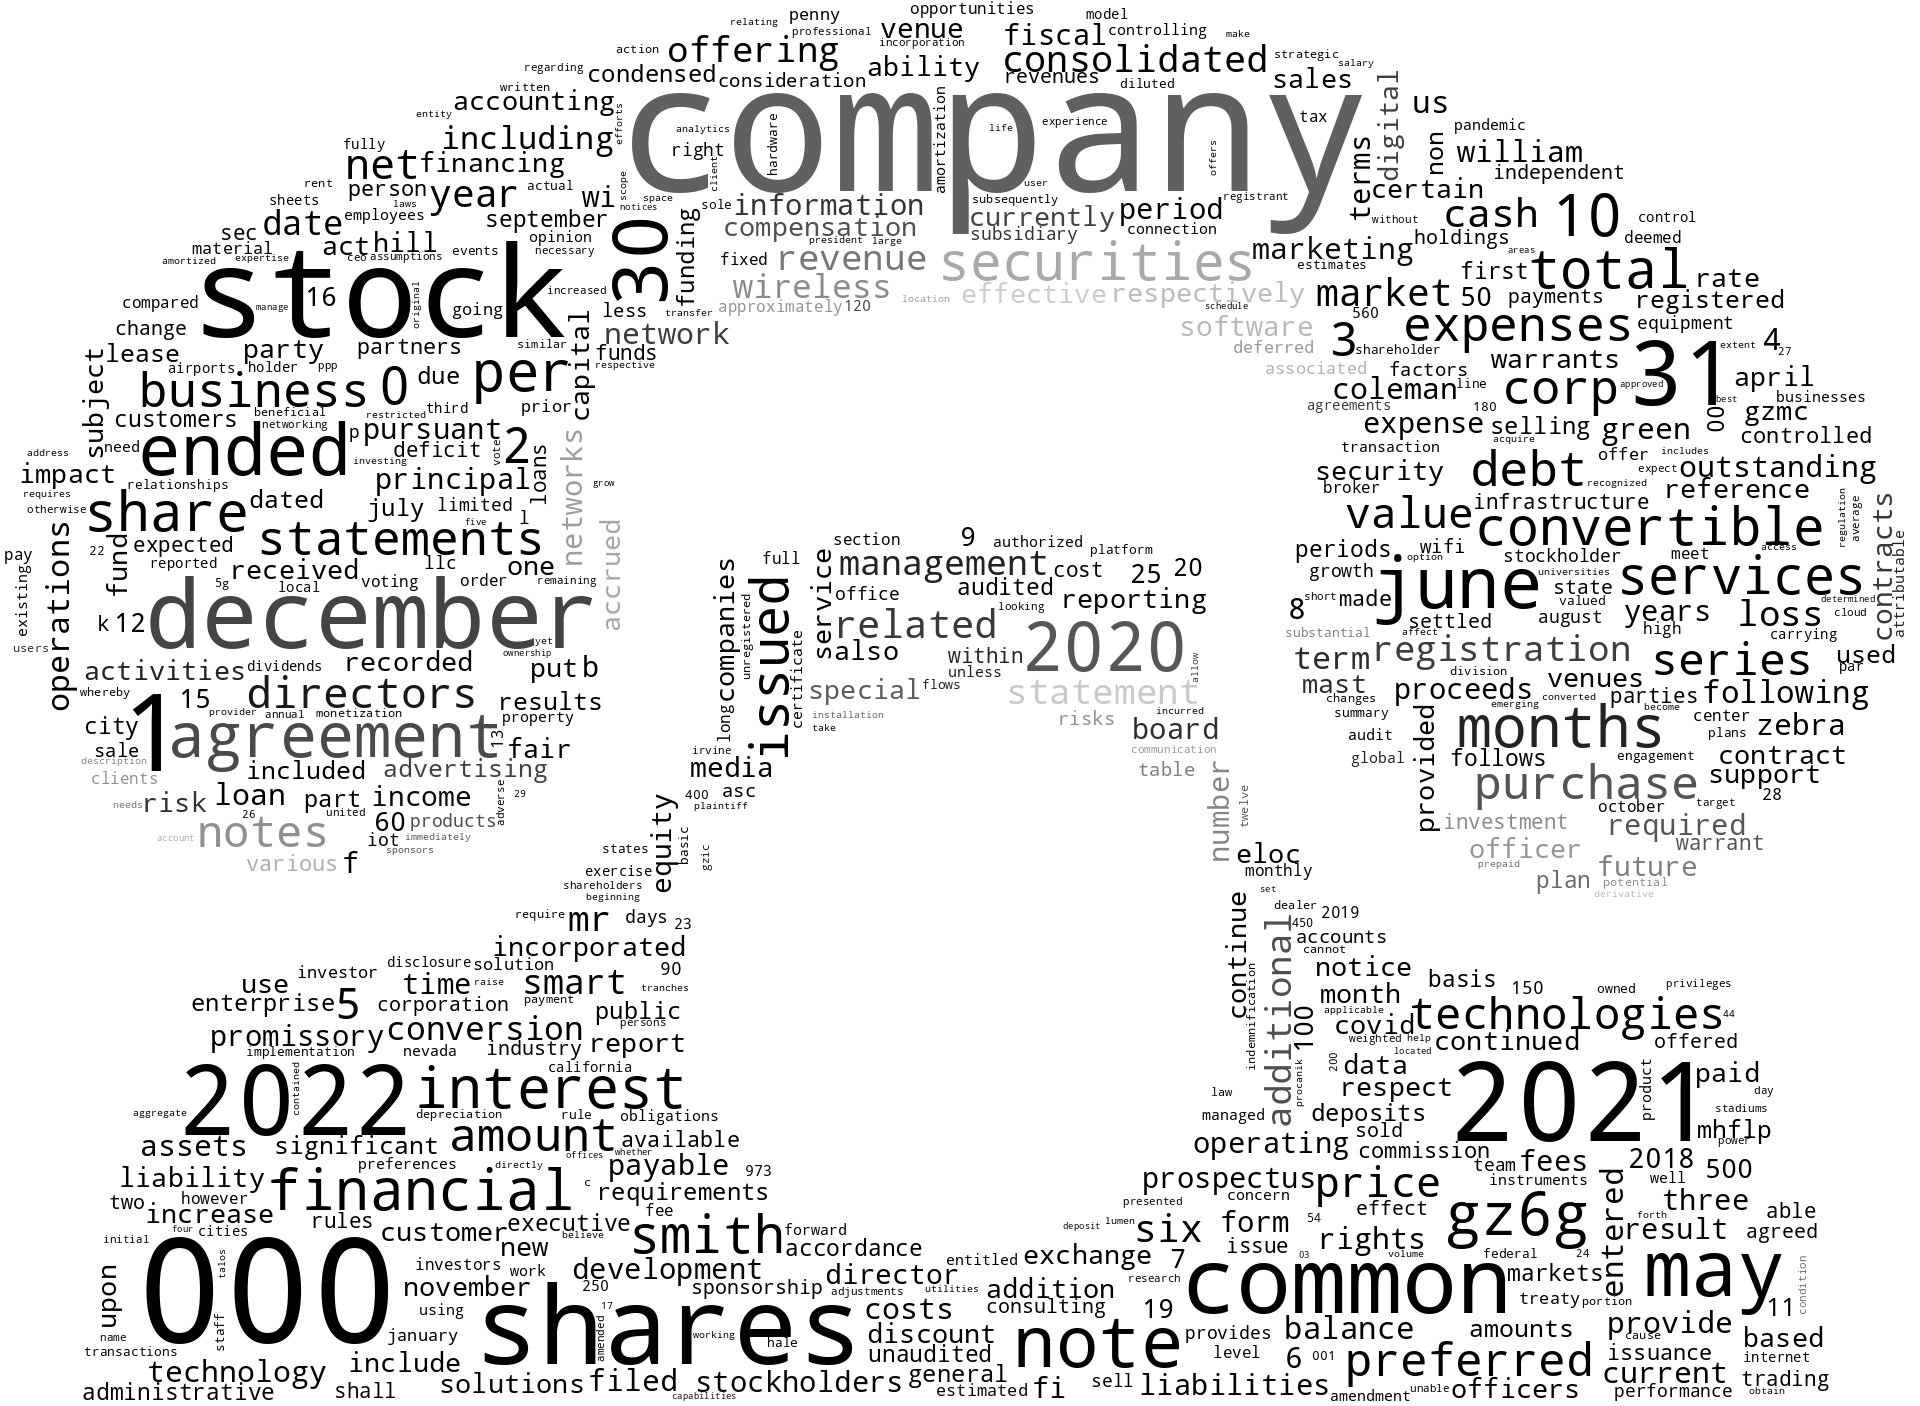 relating penny opportunities model
professional venue fiscal controlling make
action offering incorporation consolidated strategic
regarding condensed consideration ability revenues diluted sales salary
written accounting company digital us
entity including efforts analytics hardware amortization life experience tax pandemic
fully net financing right client offers terms non william
rent person year actual scope user independent
sheets laws wi space notices sole information subsequently period registrant certain
date employees september compensation currently connection without cash 10 control
sec act hill opinion president large subsidiary marketing holdings deemed
material ceo assumptions events necessary 30 funding fixed revenue securities estimates areas
amortized expertise stock increased wireless effective respectively first total rate
compared manage 16 original going less transfer approximately 120 location schedule market 50 payments registered
change capital network software 560 expenses equipment
lease party partners similar funds deferred 3 shareholder warrants extent 4 27
subject airports holder ppp respective associated factors 31
business 0 due per coleman line corp approved april
customers beneficial restricted third prior agreements 180 best businesses
networking p pursuant 2 expense selling green 00 gzmc
ended deficit vote networks transaction acquire offer includes controlled
address need investing loans security debt expect outstanding
impact relationships principal grow broker recognized
requires dated infrastructure reference
otherwise share july limited accrued value regulation average contracts
operations five l 9 authorized convertible
22 expected statements section platform periods wifi stockholder meet access attributable
pay fund reported received llc one full service management cost 25 20 growth option universities
existing 5g local voting order remaining companies issued office audited reporting june state services
k 12 december unregistered looking 8 short made valued years loss determined cloud
users yet related 2020 settled august high carrying
activities dividends recorded ownership put b certificate also within substantial affect registration used
whereby 15 directors results unless allow term division series par
1 provider annual monetization property long special flows statement mast proceeds venues
city agreement 13 installation risks incurred changes emerging converted parties following
sale fair take board summary provided months become center zebra
description included advertising irvine communication audit plans
clients media table global follows engagement contract
needs risk loan part income adverse 29 400 asc number purchase support
26 united 60 products plaintiff twelve october target 28
account notes iot immediately equity basic investment required
various f sponsors states gzic eloc officer warrant
exercise monthly prepaid future
shareholders plan potential
beginning set derivative
require mr days 23 dealer 2019
incorporated continue additional 450 accounts
disclosure solution cannot
use investor time raise smart 90 notice basis
enterprise 5 corporation payment tranches month 150 owned privileges
promissory conversion public persons indemnification 100 applicable covid technologies 44
implementation nevada industry report weighted help continued offered
contained california 200 data located
2022 interest procanik respect 2021 product paid day
aggregate depreciation rule obligations law managed deposits stadiums
assets significant amount available operating sold mhflp power
preferences directly offices whether payable 973 commission
liability financial c requirements prospectus price team fees 2018 500
two however fee presented concern instruments entered well
increase rules customer executive smith forward deposit lumen six form effect gz6g three able
initial four cities believe accordance 54 forth result agreed
talos new entitled exchange 7 issue 03 rights volume federal 24
000 investors work development director addition research markets may condition
upon november 250 sponsorship adjustments utilities common treaty portion 11
using 17 costs consulting 19
name staff january shares working hale discount note provides balance amounts provide cause based
transactions amended unaudited level 6 001 issuance internet
technology include solutions filed stockholders general preferred current trading
administrative shall capabilities estimated fi sell liabilities amendment unable officers performance obtain